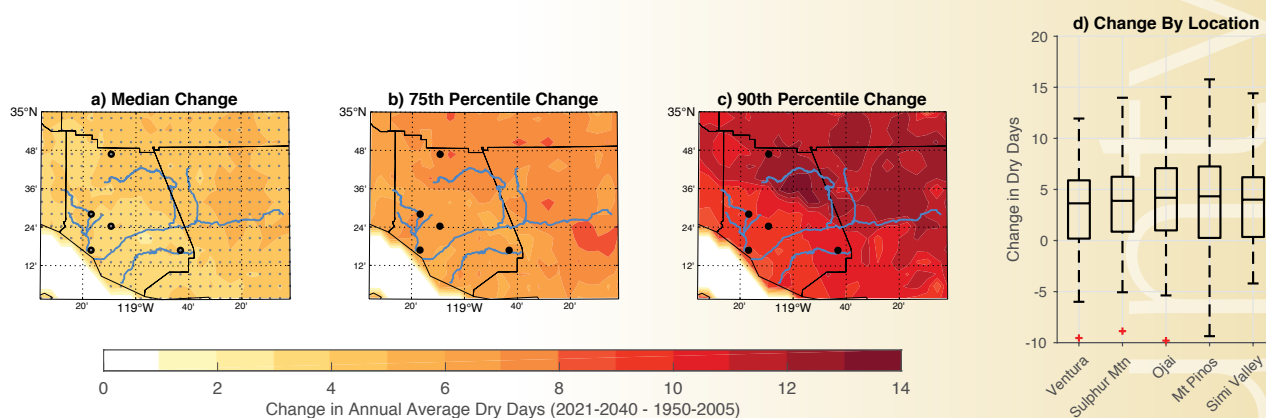 d) Change By Location
a) Median Change
b) 75th Percentile Change
c) 90th Percentile Change
35°N
48'
36'
24'
12'
20'
119°W
40'
20'
35°N
48'
36'
24'
12'
20'
119°W
40'
20'
35°N
48'
36'
24'
12'
20'
119°W
40'
20'
0 2 4 6 8 10 12 14
Change in Annual Average Dry Days (2021-2040 - 1950-2005)
Change in Dry Days
20
15
10
5
0
-5
-10
Ventura
Sulphur Mtn
Ojai
Mt Pinos
Simi Valley